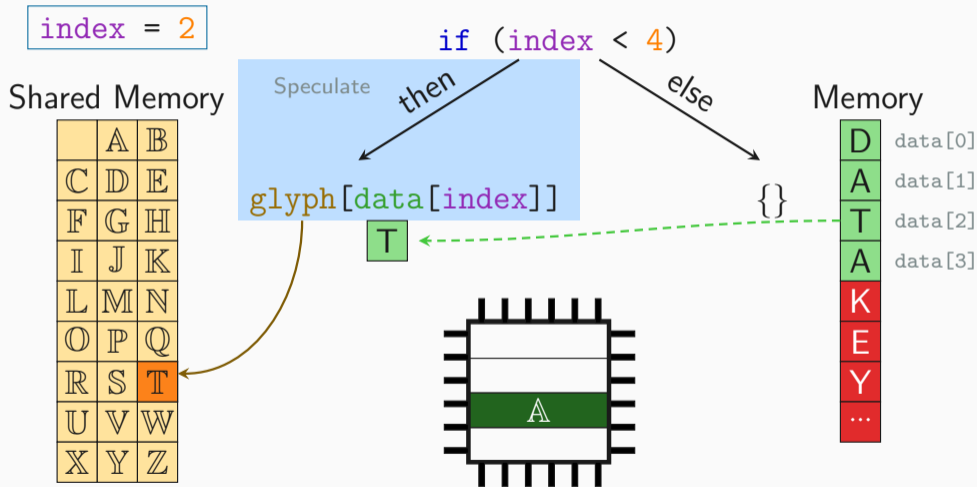 index = 2
if (index < 4)
Speculate
then
else
Shared Memory
𝔸 𝔹
ℂ 𝔻 𝔼
𝔽 𝔾 ℍ
𝕀 𝕁 𝕂
𝕃 𝕄 ℕ
𝕆 ℙ ℚ
ℝ 𝕊 𝕋
𝕌 𝕍 𝕎
𝕏 𝕐 ℤ
glyph[data[index]]
T
{}
𝔸
Memory
D data[0]
A data[1]
T data[2]
A data[3]
K
E
Y
...